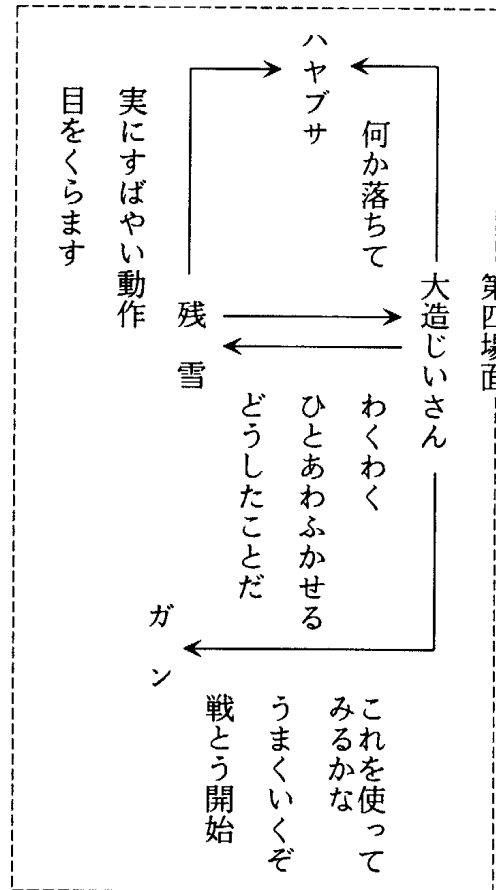 第四場面
大造じいさん
何か落ちて
わくわく
ひとあわふかせる
どうしたことだ
これを使って
みるかな
うまくいくぞ
戦とう開始
ハヤブサ
残雪
ガン
実にすばやい動作
目をくらます